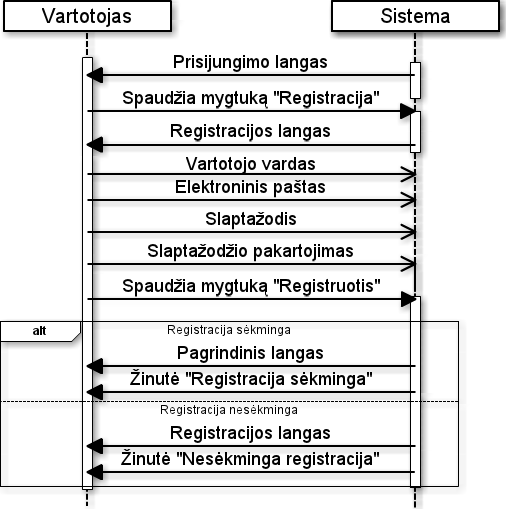 Vartotojas
Sistema
Prisijungimo langas
Spaudžia mygtuką "Registracija"
Registracijos langas
Vartotojo vardas
Elektroninis paštas
Slaptažodis
Slaptažodžio pakartojimas
Spaudžia mygtuką "Registruotis"
alt
Registracija sėkminga
Pagrindinis langas
Žinutė "Registracija sėkminga"
Registracija nesėkminga
Registracijos langas
Žinutė "Nesėkminga registracija"